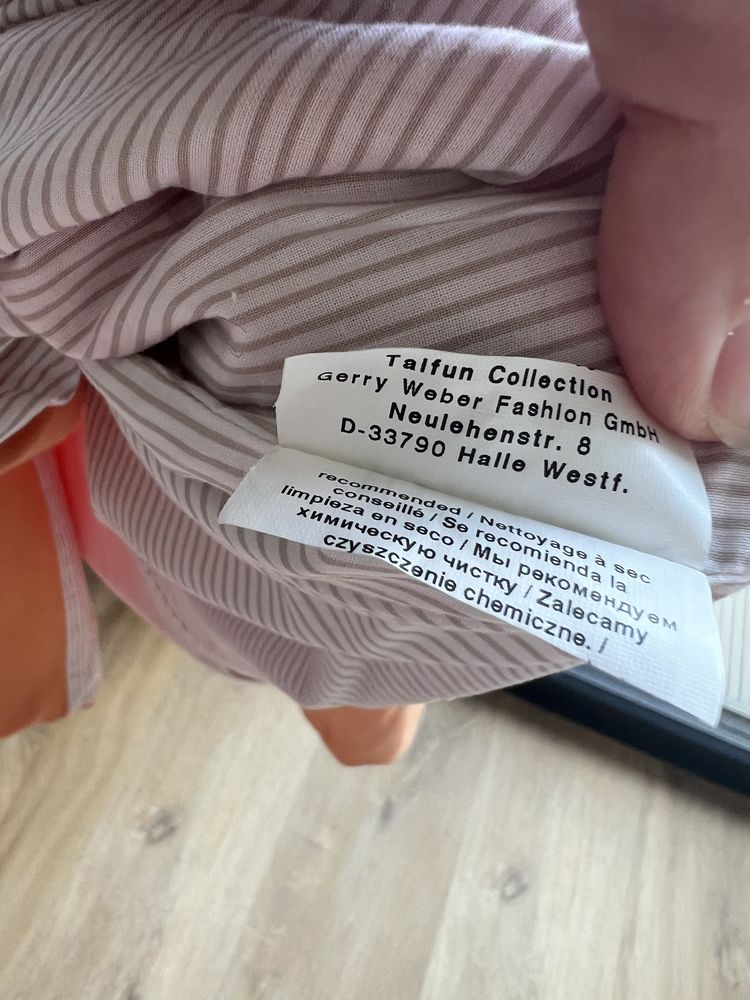 Taifun Collection
Gerry Weber Fashion GmbH
Neulehenstr. 8
D-33790 Halle Westf.
recommended / Nettoyage à sec
conseillé / Se recomienda la
limpieza en seco / Мы рекомендуем
химическую чистку / Zalecamy
czyszczenie chemiczne. /